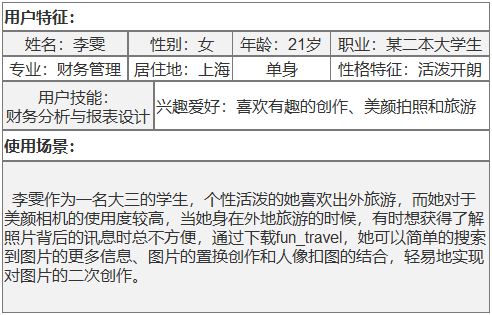 用户特征：
姓名：李雯 性别：女 年龄：21岁 职业：某二本大学生
专业：财务管理 居住地：上海 单身 性格特征：活泼开朗
用户技能：
财务分析与报表设计 兴趣爱好：喜欢有趣的创作、美颜拍照和旅游
使用场景：
李雯作为一名大三的学生，个性活泼的她喜欢出外旅游，而她对于
美颜相机的使用度较高，当她身在外地旅游的时候，有时想获得了解
照片背后的讯息时总不方便，通过下载fun_travel，她可以简单的搜索
到图片的更多信息、图片的置换创作和人像扣图的结合，轻易地实现
对图片的二次创作。